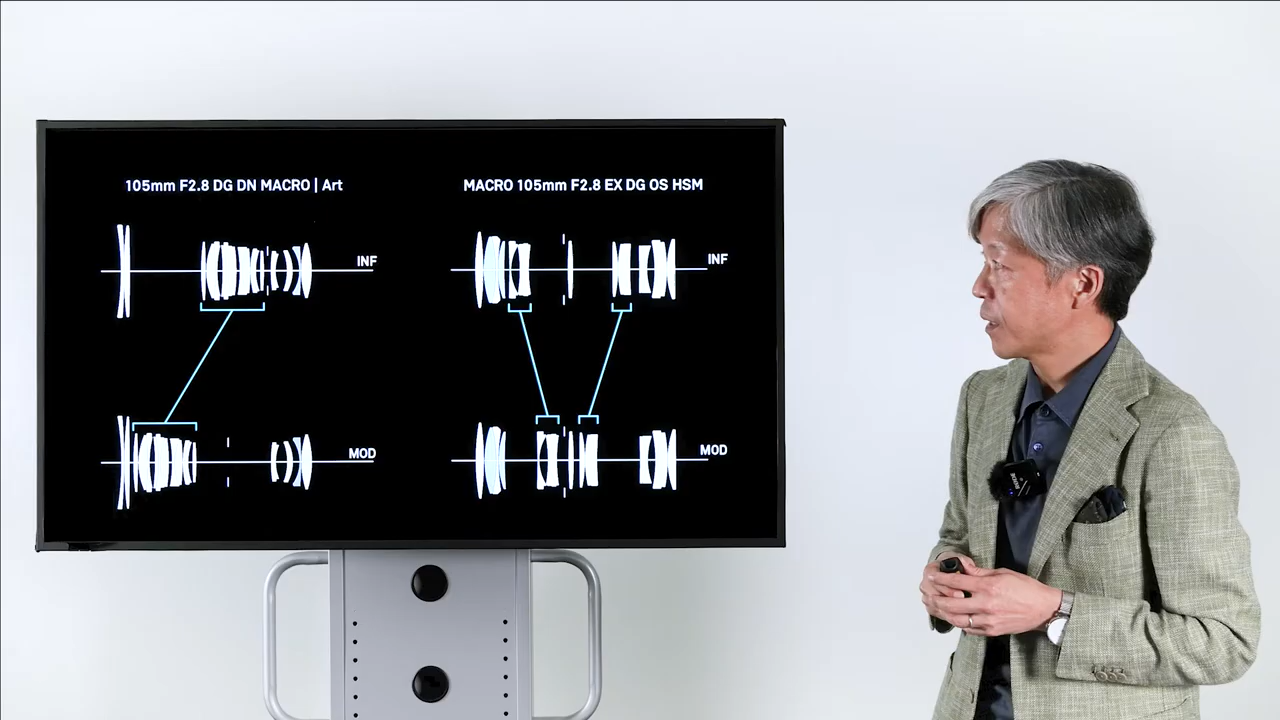 105mm F2.8 DG DN MACRO | Art
MACRO 105mm F2.8 EX DG OS HSM
INF
INF
MOD
MOD